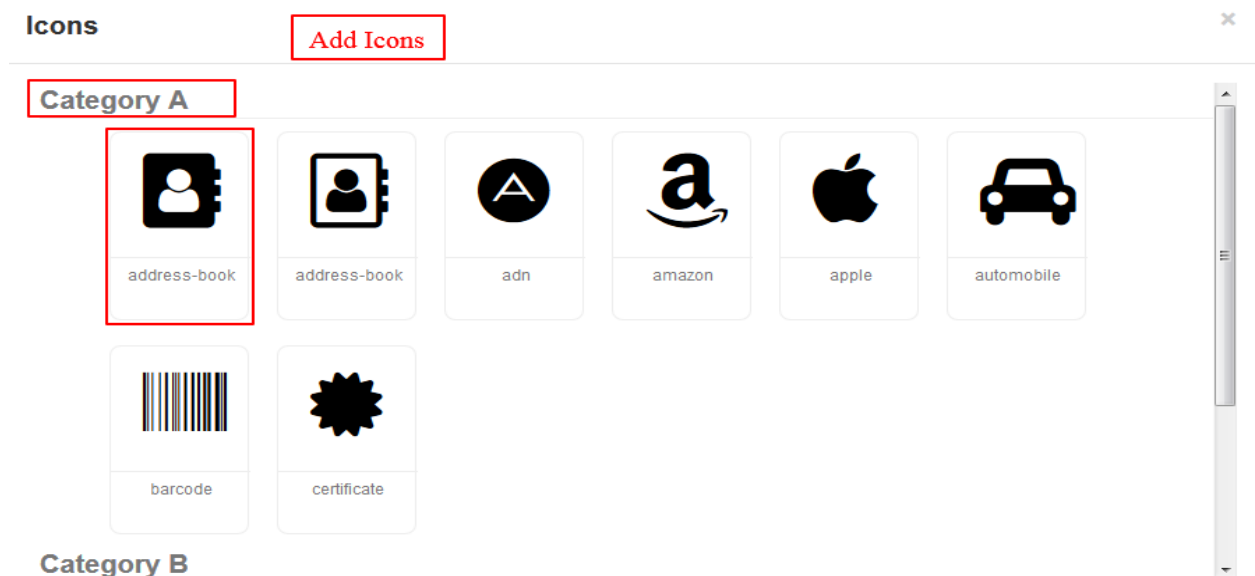 Icons
Add Icons
Category A
address-book address-book adn amazon apple automobile
barcode certificate
Category B